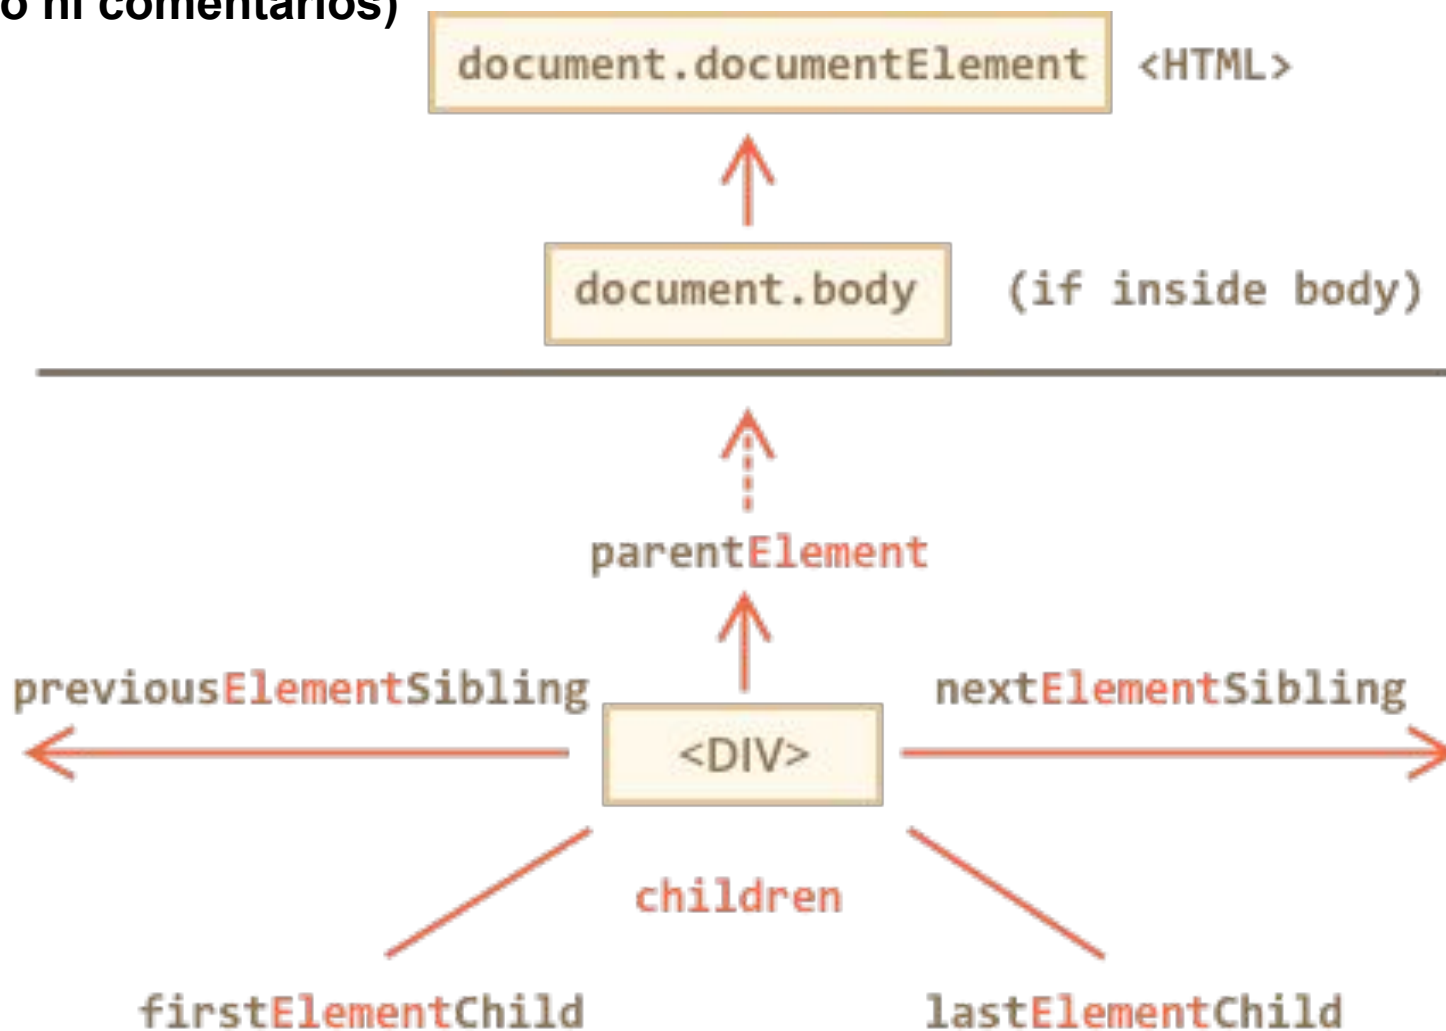 o ni comentarios)
document.documentElement <HTML>
document.body (if inside body)
parentElement
previousElementSibling nextElementSibling
<DIV>
children
firstElementChild lastElementChild